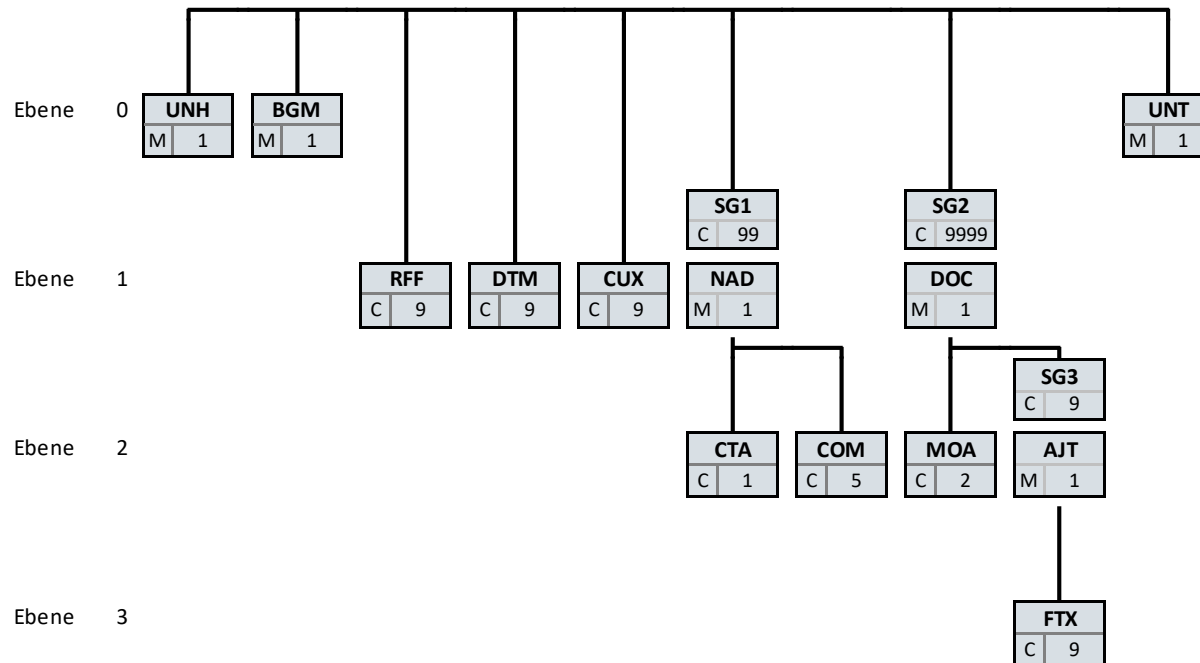 Ebene 0 UNH BGM UNT
M 1 M 1 M 1
SG1 SG2
C 99 C 9999
Ebene 1 RFF DTM CUX NAD DOC
C 9 C 9 C 9 M 1 M 1
SG3
C 9
Ebene 2 CTA COM MOA AJT
C 1 C 5 C 2 M 1
Ebene 3 FTX
C 9